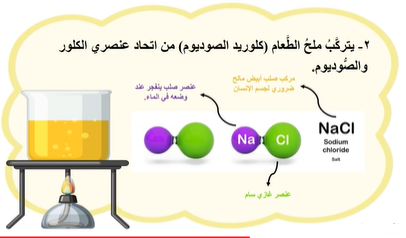 ٢- يتركَّبُ ملحُ الطَّعام (كلوريد الصوديوم) من اتحاد عنصري الكلور
والصُّوديوم.
مركب صلب أبيض مالح
ضروري لجسم الإنسان
عنصر صلب ينفجر عند
وضعه في الماء.
Na
Cl
NaCl
Sodium
chloride
Salt
عنصر غازي سام